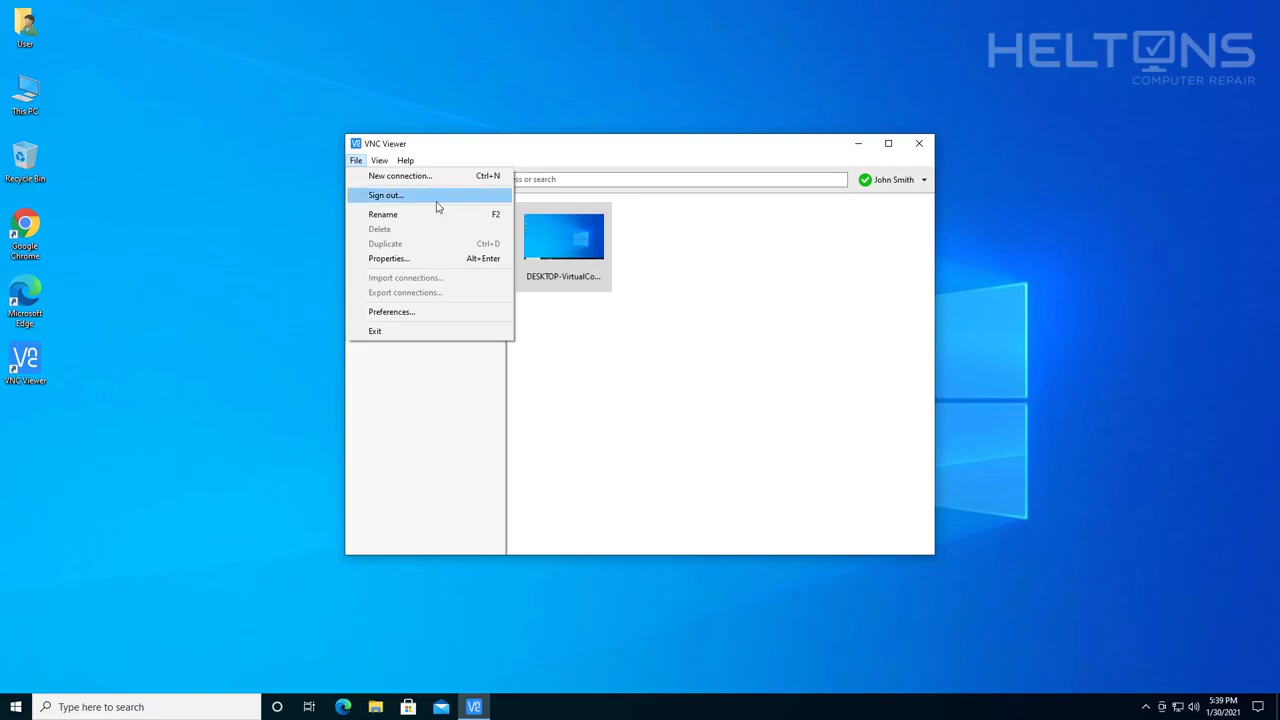 User
This PC
Recycle Bin
Google
Chrome
Microsoft
Edge
VNC Viewer
HELTONS
COMPUTER REPAIR
VNC Viewer
File View Help
New connection... Ctrl+N
Sign out...
Rename F2
Delete
Duplicate Ctrl+D
Properties... Alt+Enter
Import connections...
Export connections...
Preferences...
Exit
or search
John Smith
DESKTOP-VirtualCo...
Type here to search
5:39 PM
1/30/2021